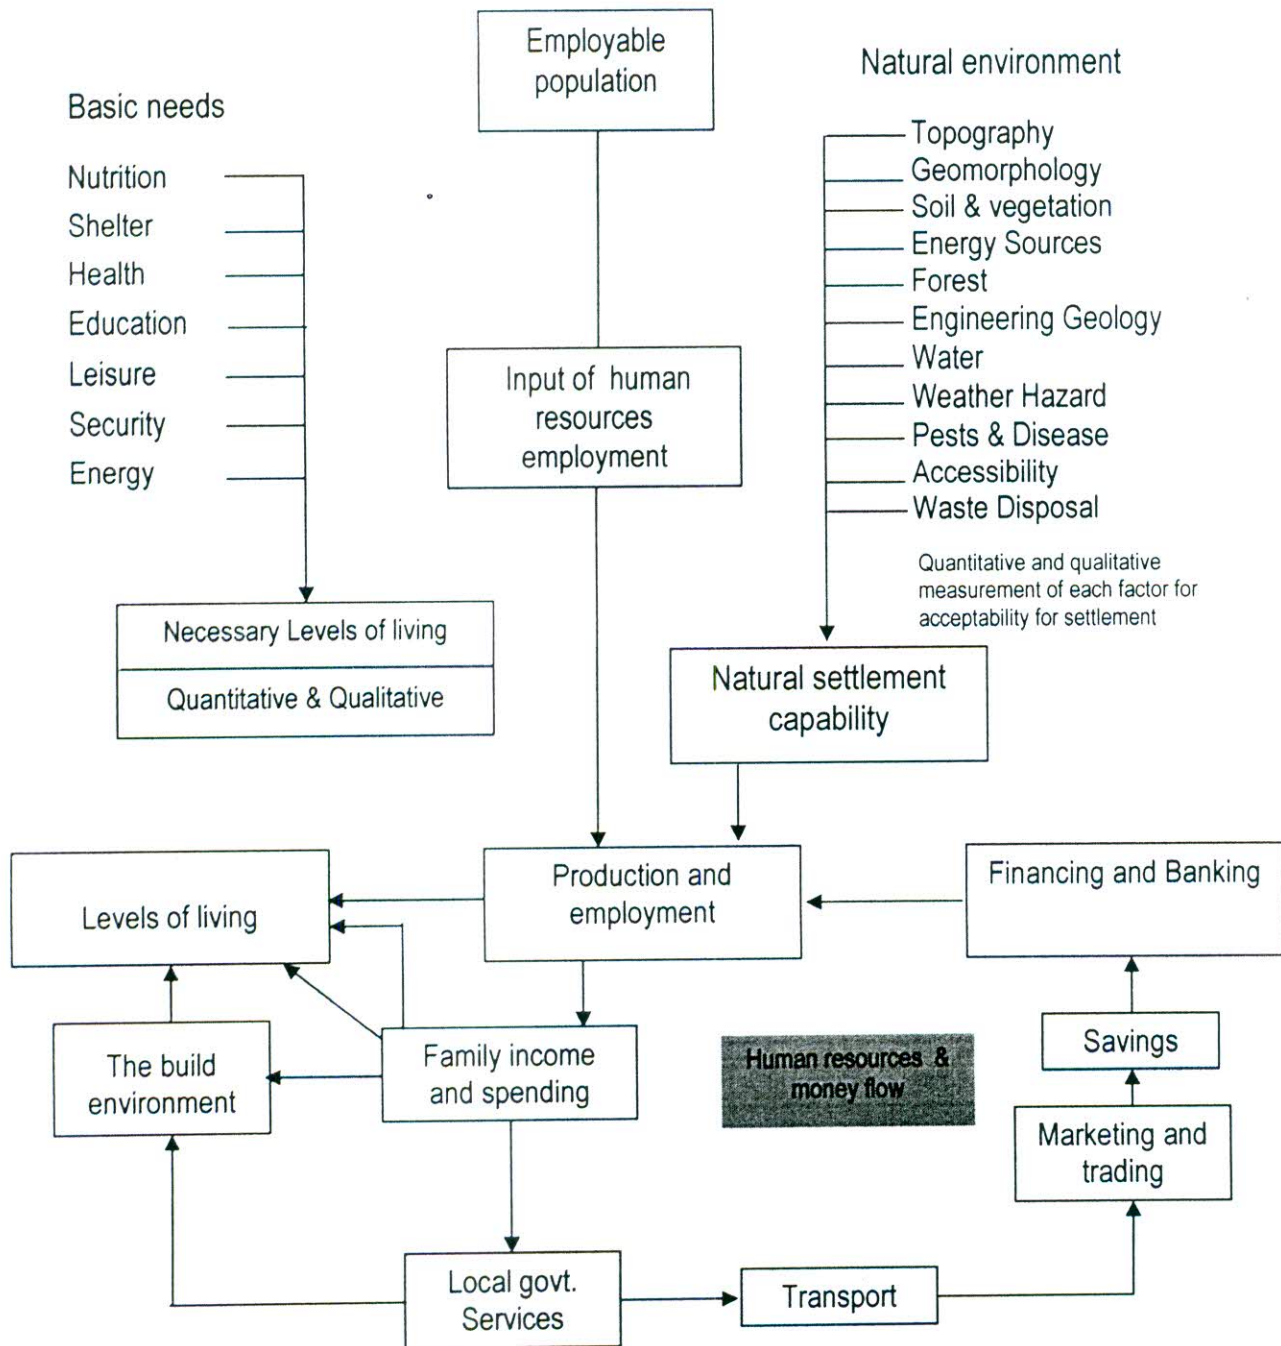 Employable
population
Natural environment
Basic needs
Topography
Geomorphology
Soil & vegetation
Energy Sources
Forest
Engineering Geology
Water
Weather Hazard
Pests & Disease
Accessibility
Waste Disposal
Nutrition
Shelter
Health
Education
Leisure
Security
Energy
Input of human
resources
employment
Quantitative and qualitative
measurement of each factor for
acceptability for settlement
Necessary Levels of living
Quantitative & Qualitative
Natural settlement
capability
Levels of living
Production and
employment
Financing and Banking
The build
environment
Family income
and spending
Human resources &
money flow
Savings
Marketing and
trading
Local govt.
Services
Transport